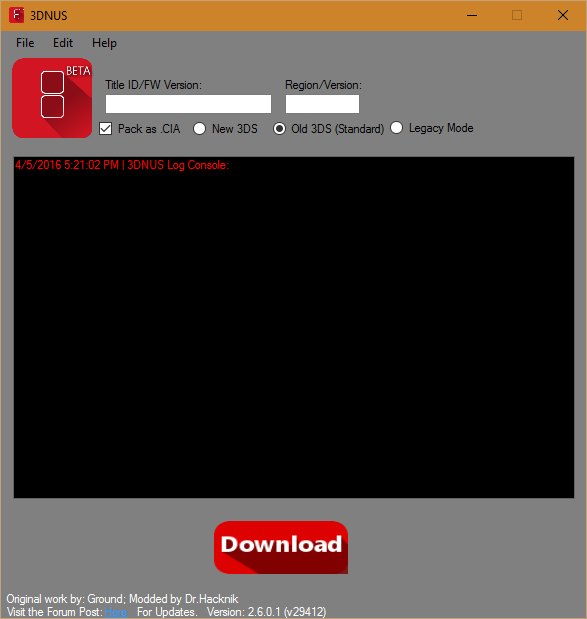 3DNUS
File Edit Help
BETA
Title ID/FW Version: Region/Version:
Pack as .CIA New 3DS Old 3DS (Standard) Legacy Mode
4/5/2016 5:21:02 PM | 3DNUS Log Console:
Download
Original work by: Ground; Modded by Dr.Hacknik
Visit the Forum Post: Here For Updates. Version: 2.6.0.1 (v29412)